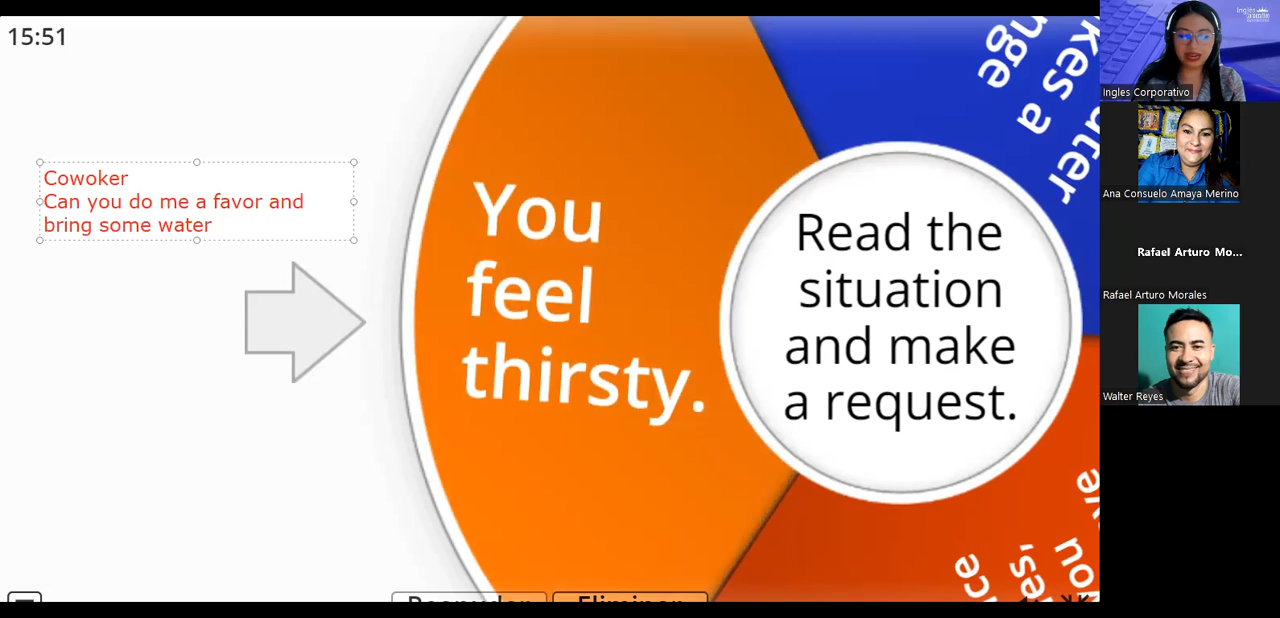 15:51
Cowoker
Can you do me a favor and
bring some water
You
feel
thirsty.
Read the
situation
and make
a request.
Ingles Corporativo
Ana Consuelo Amaya Merino
Rafael Arturo Mo...
Rafael Arturo Morales
Walter Reyes